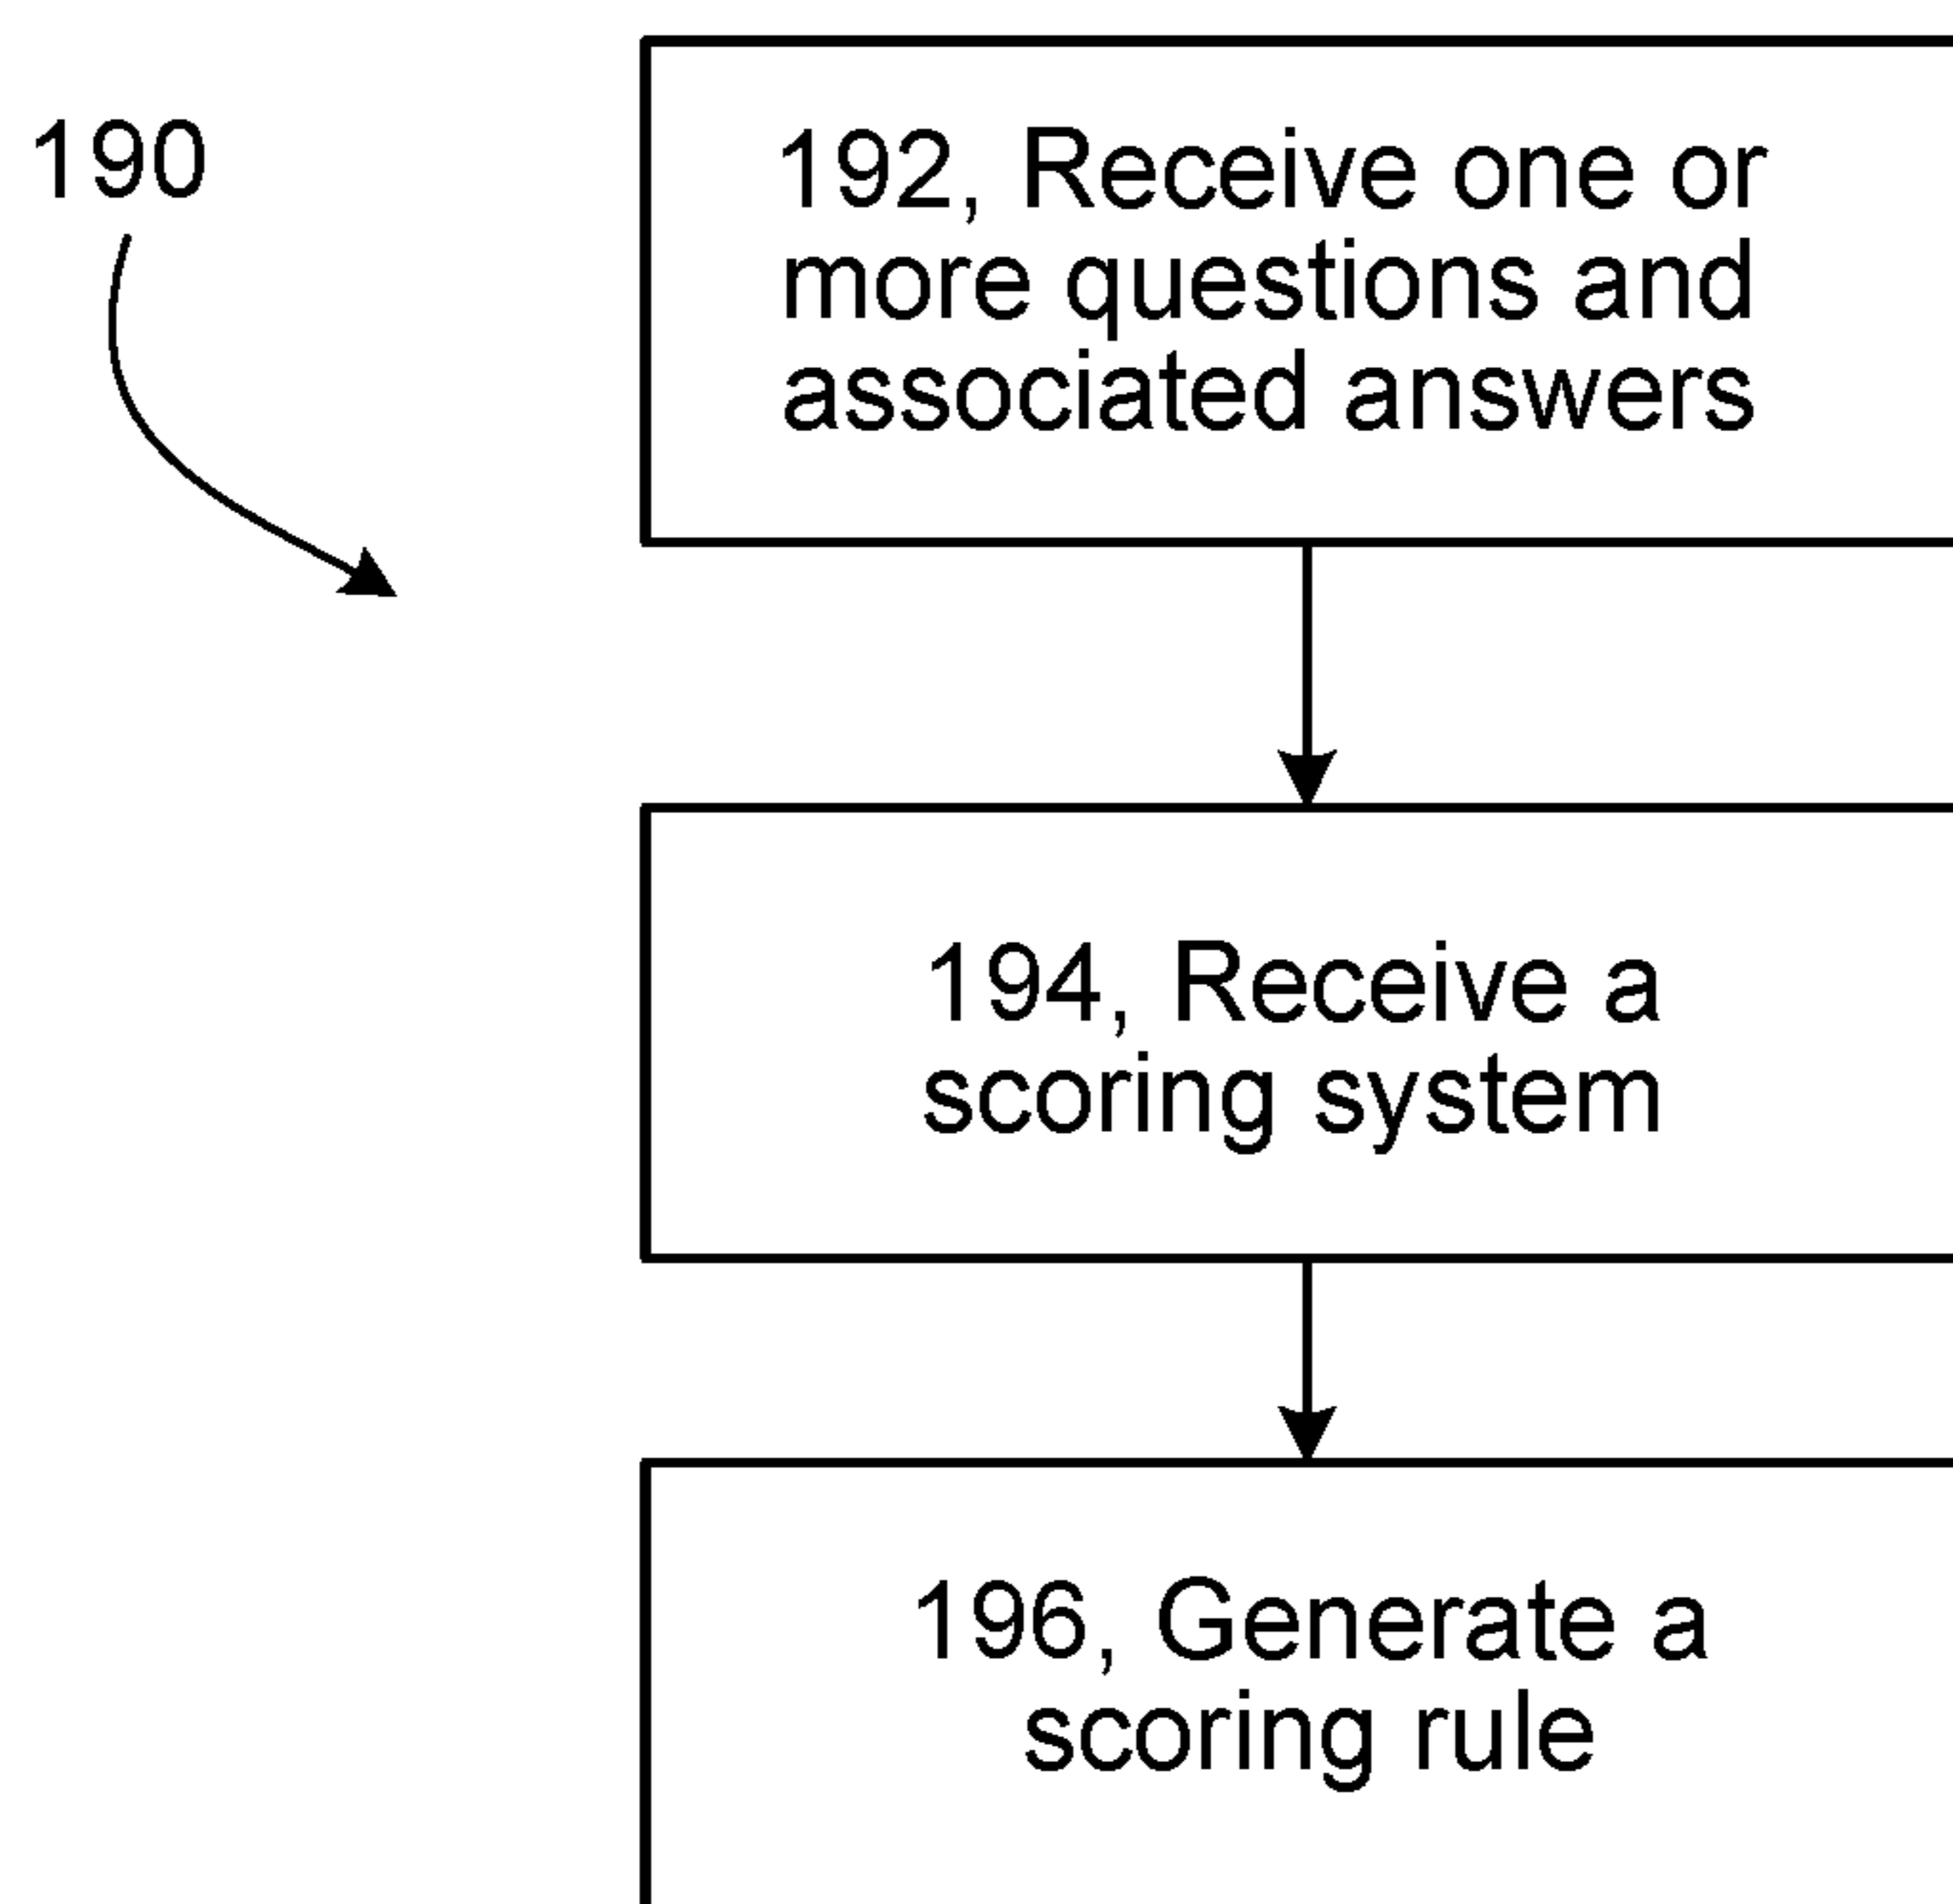 190
192, Receive one or
more questions and
associated answers
194, Receive a
scoring system
196, Generate a
scoring rule